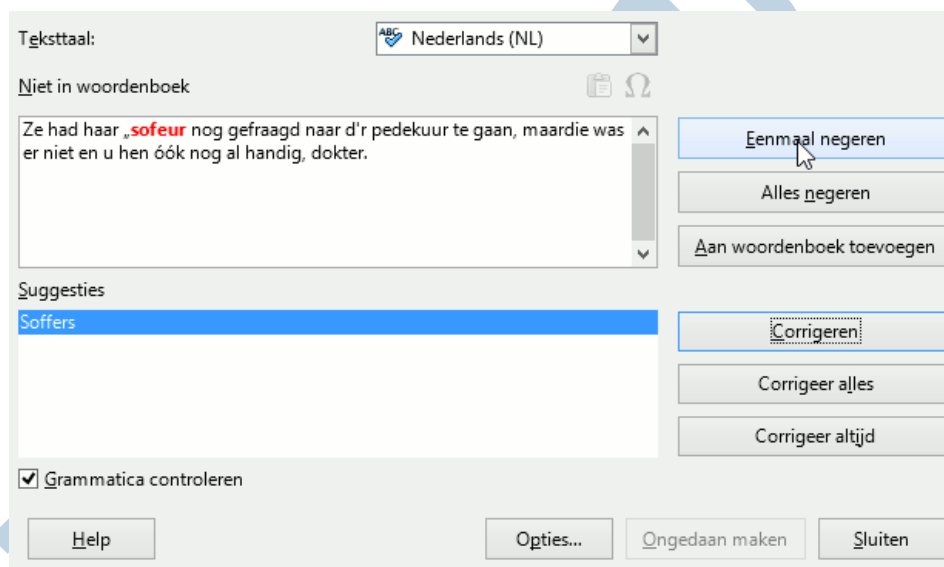 Teksttaal:
Nederlands (NL)
Niet in woordenboek
Ze had haar „sofeur nog gefraagd naar d'r pedekuur te gaan, maardie was
er niet en u hen óók nog al handig, dokter.
Eenmaal negeren
Alles negeren
Aan woordenboek toevoegen
Suggesties
Soffers
Corrigeren
Corrigeer alles
Corrigeer altijd
Grammatica controleren
Help
Opties...
Ongedaan maken
Sluiten